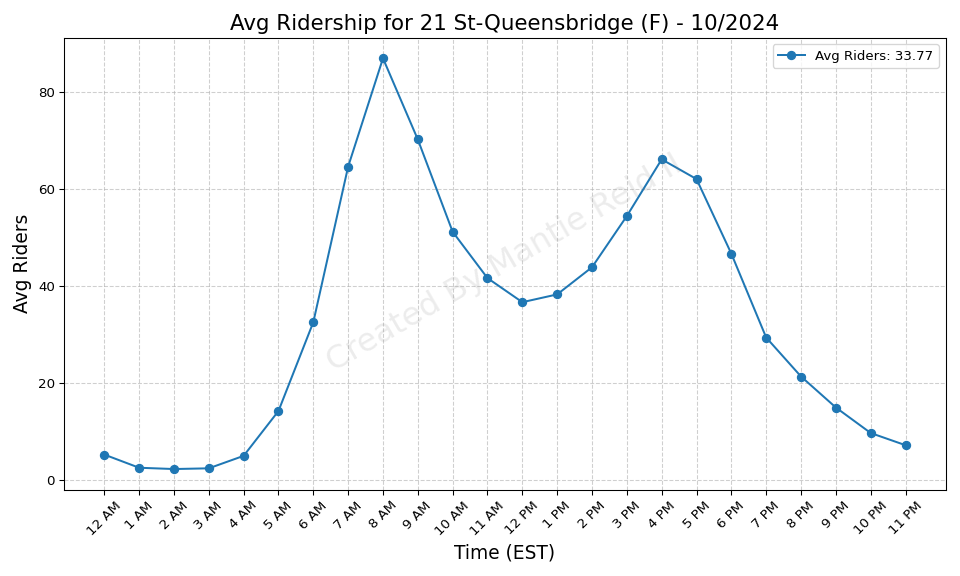 Avg Ridership for 21 St-Queensbridge (F) - 10/2024
Avg Riders: 33.77
80
60
40
20
0
Avg Riders
Created By Mantie Reid II
12 AM
1 AM
2 AM
3 AM
4 AM
5 AM
6 AM
7 AM
8 AM
9 AM
10 AM
11 AM
12 PM
1 PM
2 PM
3 PM
4 PM
5 PM
6 PM
7 PM
8 PM
9 PM
10 PM
11 PM
Time (EST)